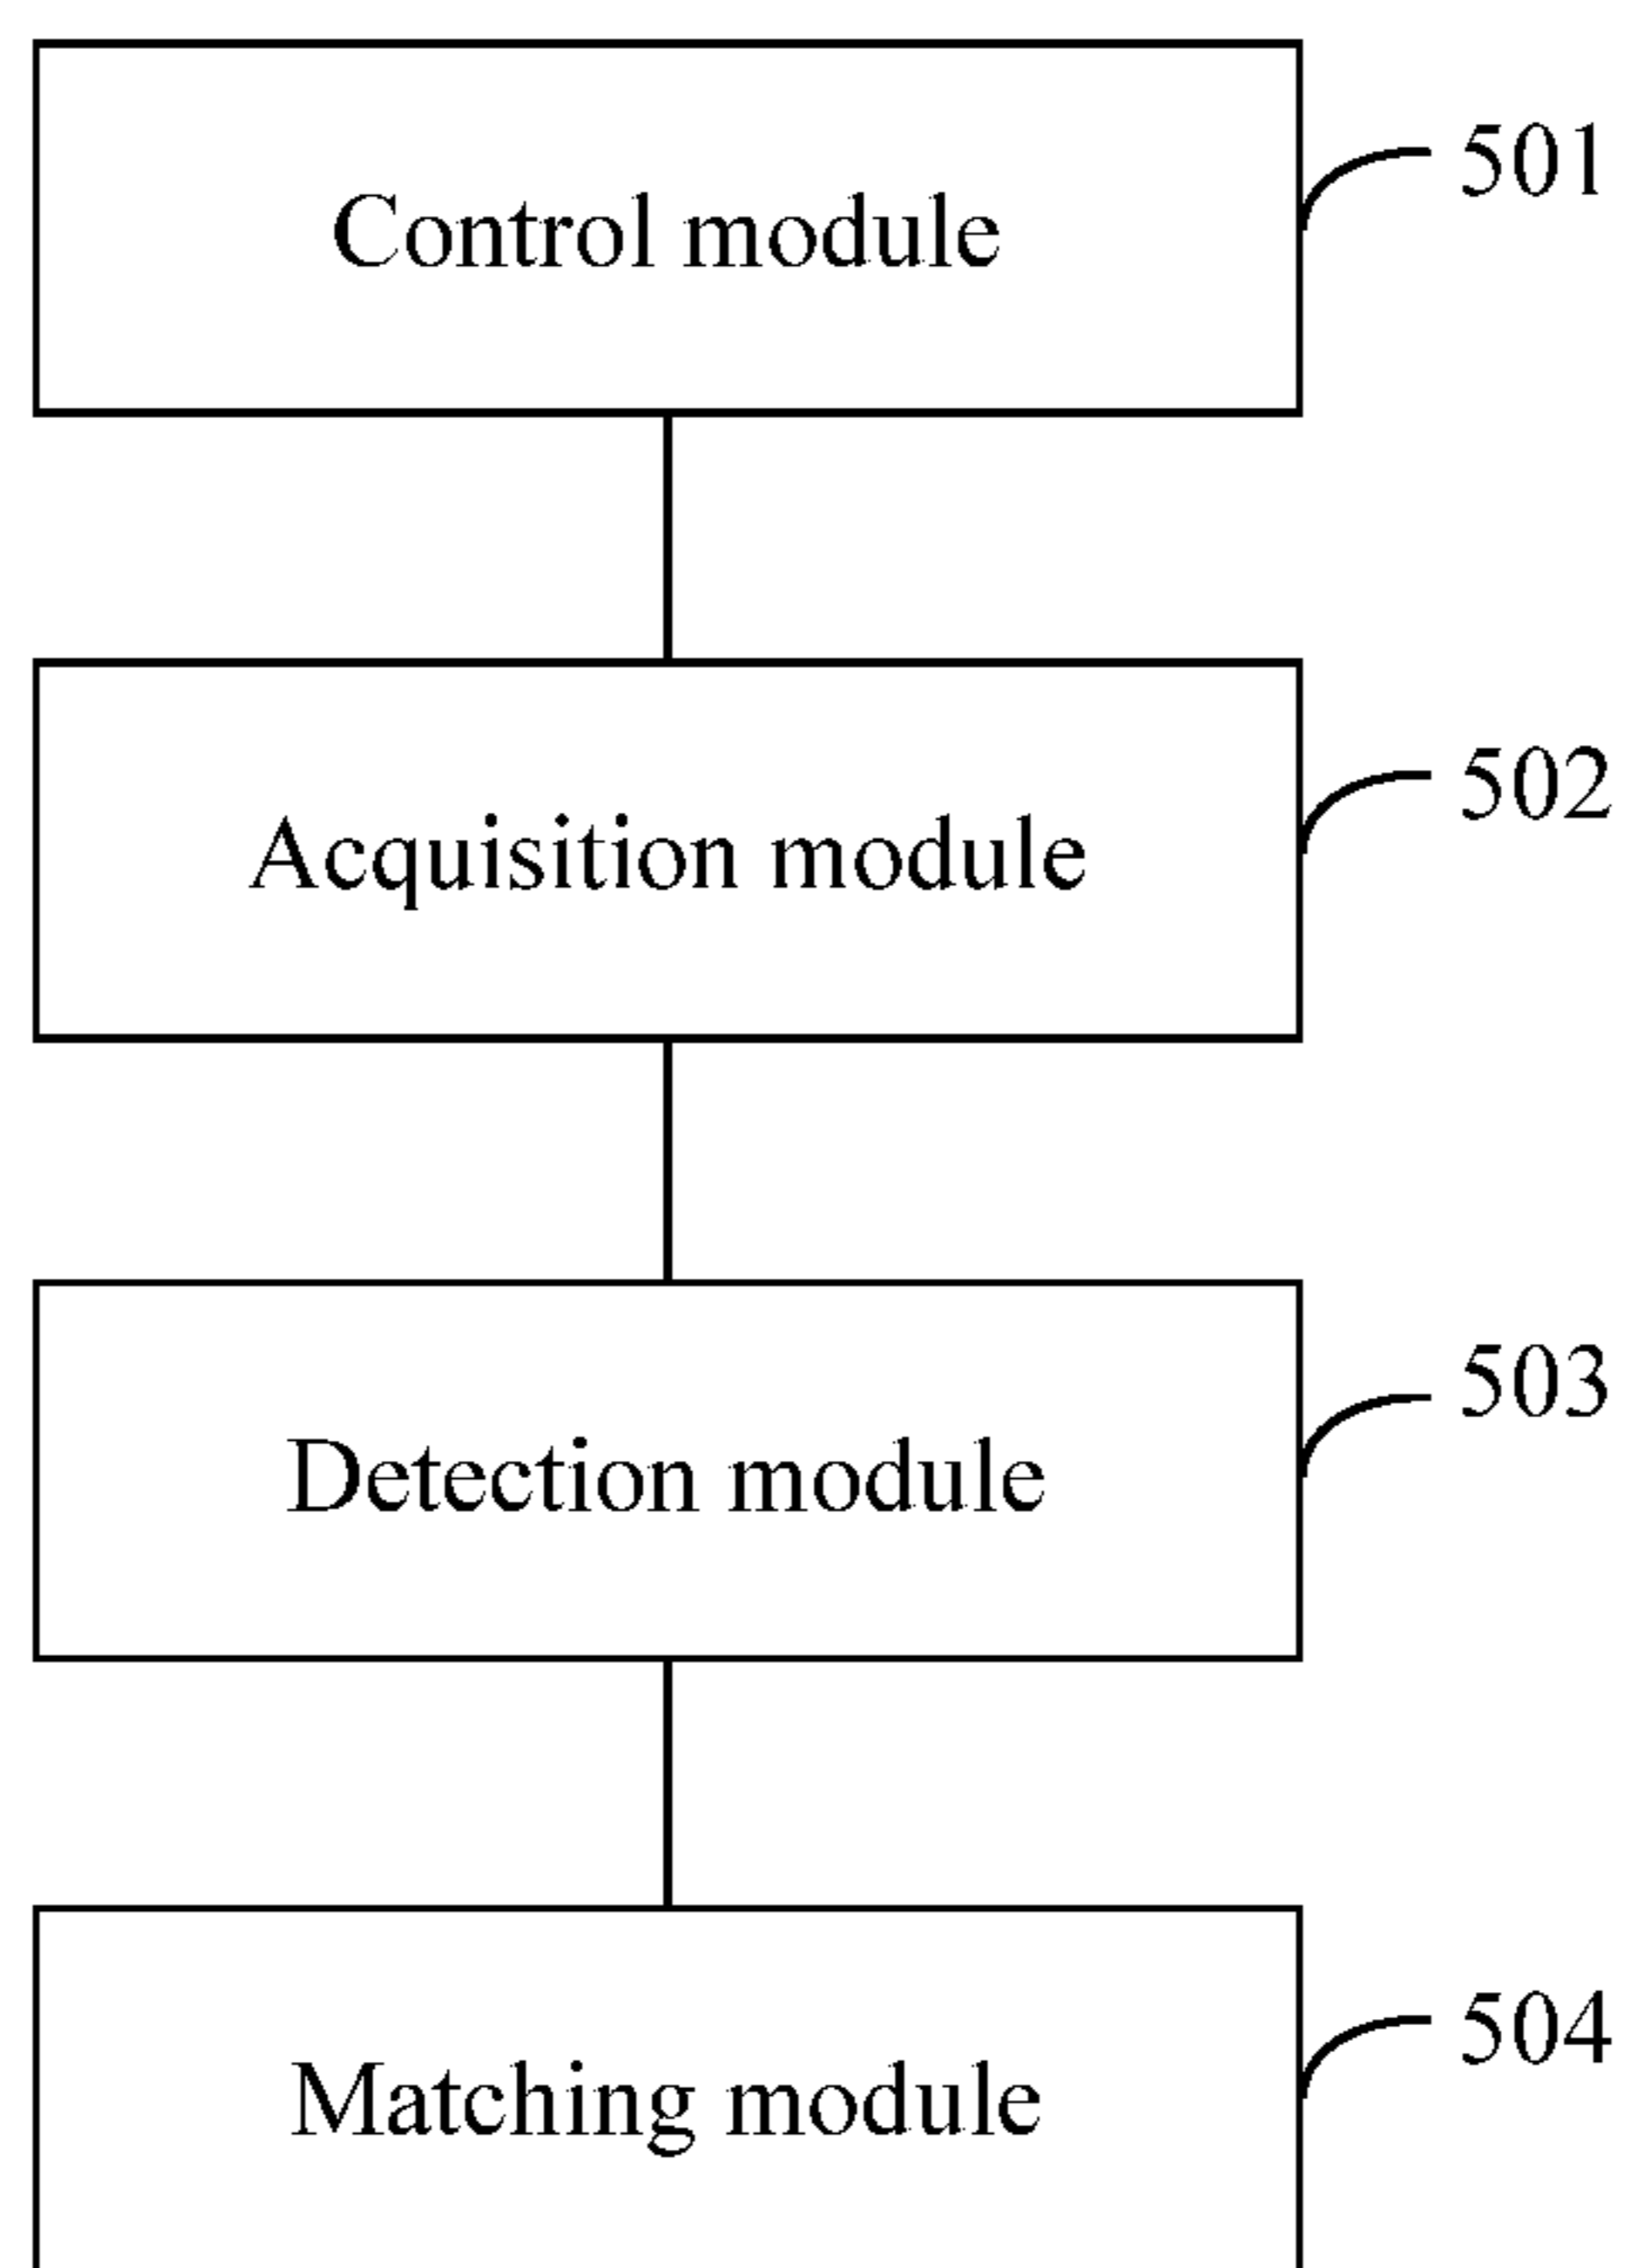 Control module
501
Acquisition module
502
Detection module
503
Matching module
504